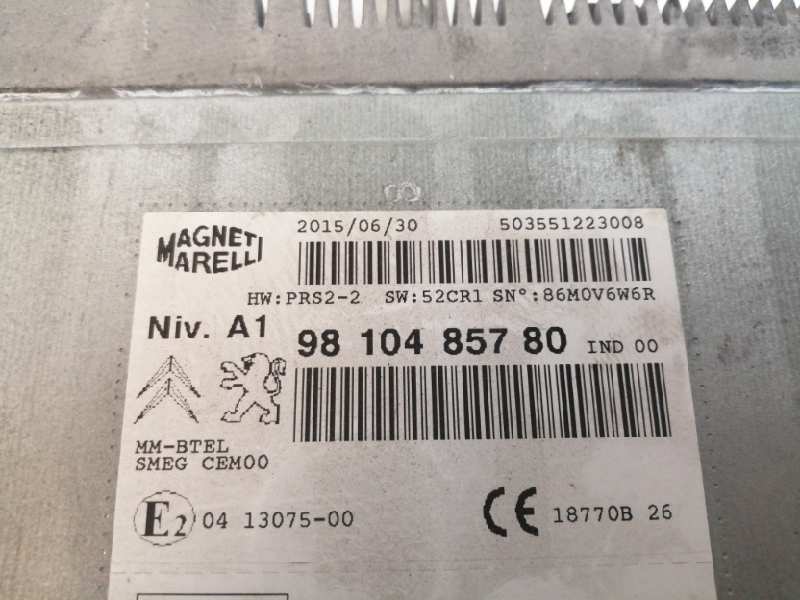 MAGNETI MARELLI
2015/06/30 503551223008
HW:PRS2-2 SW:52CR1 SN°:86M0V6W6R
Niv. A1
98 104 857 80 IND 00
MM-BTEL
SMEG CEM00
E2 04 13075-00
CE 18770B 26